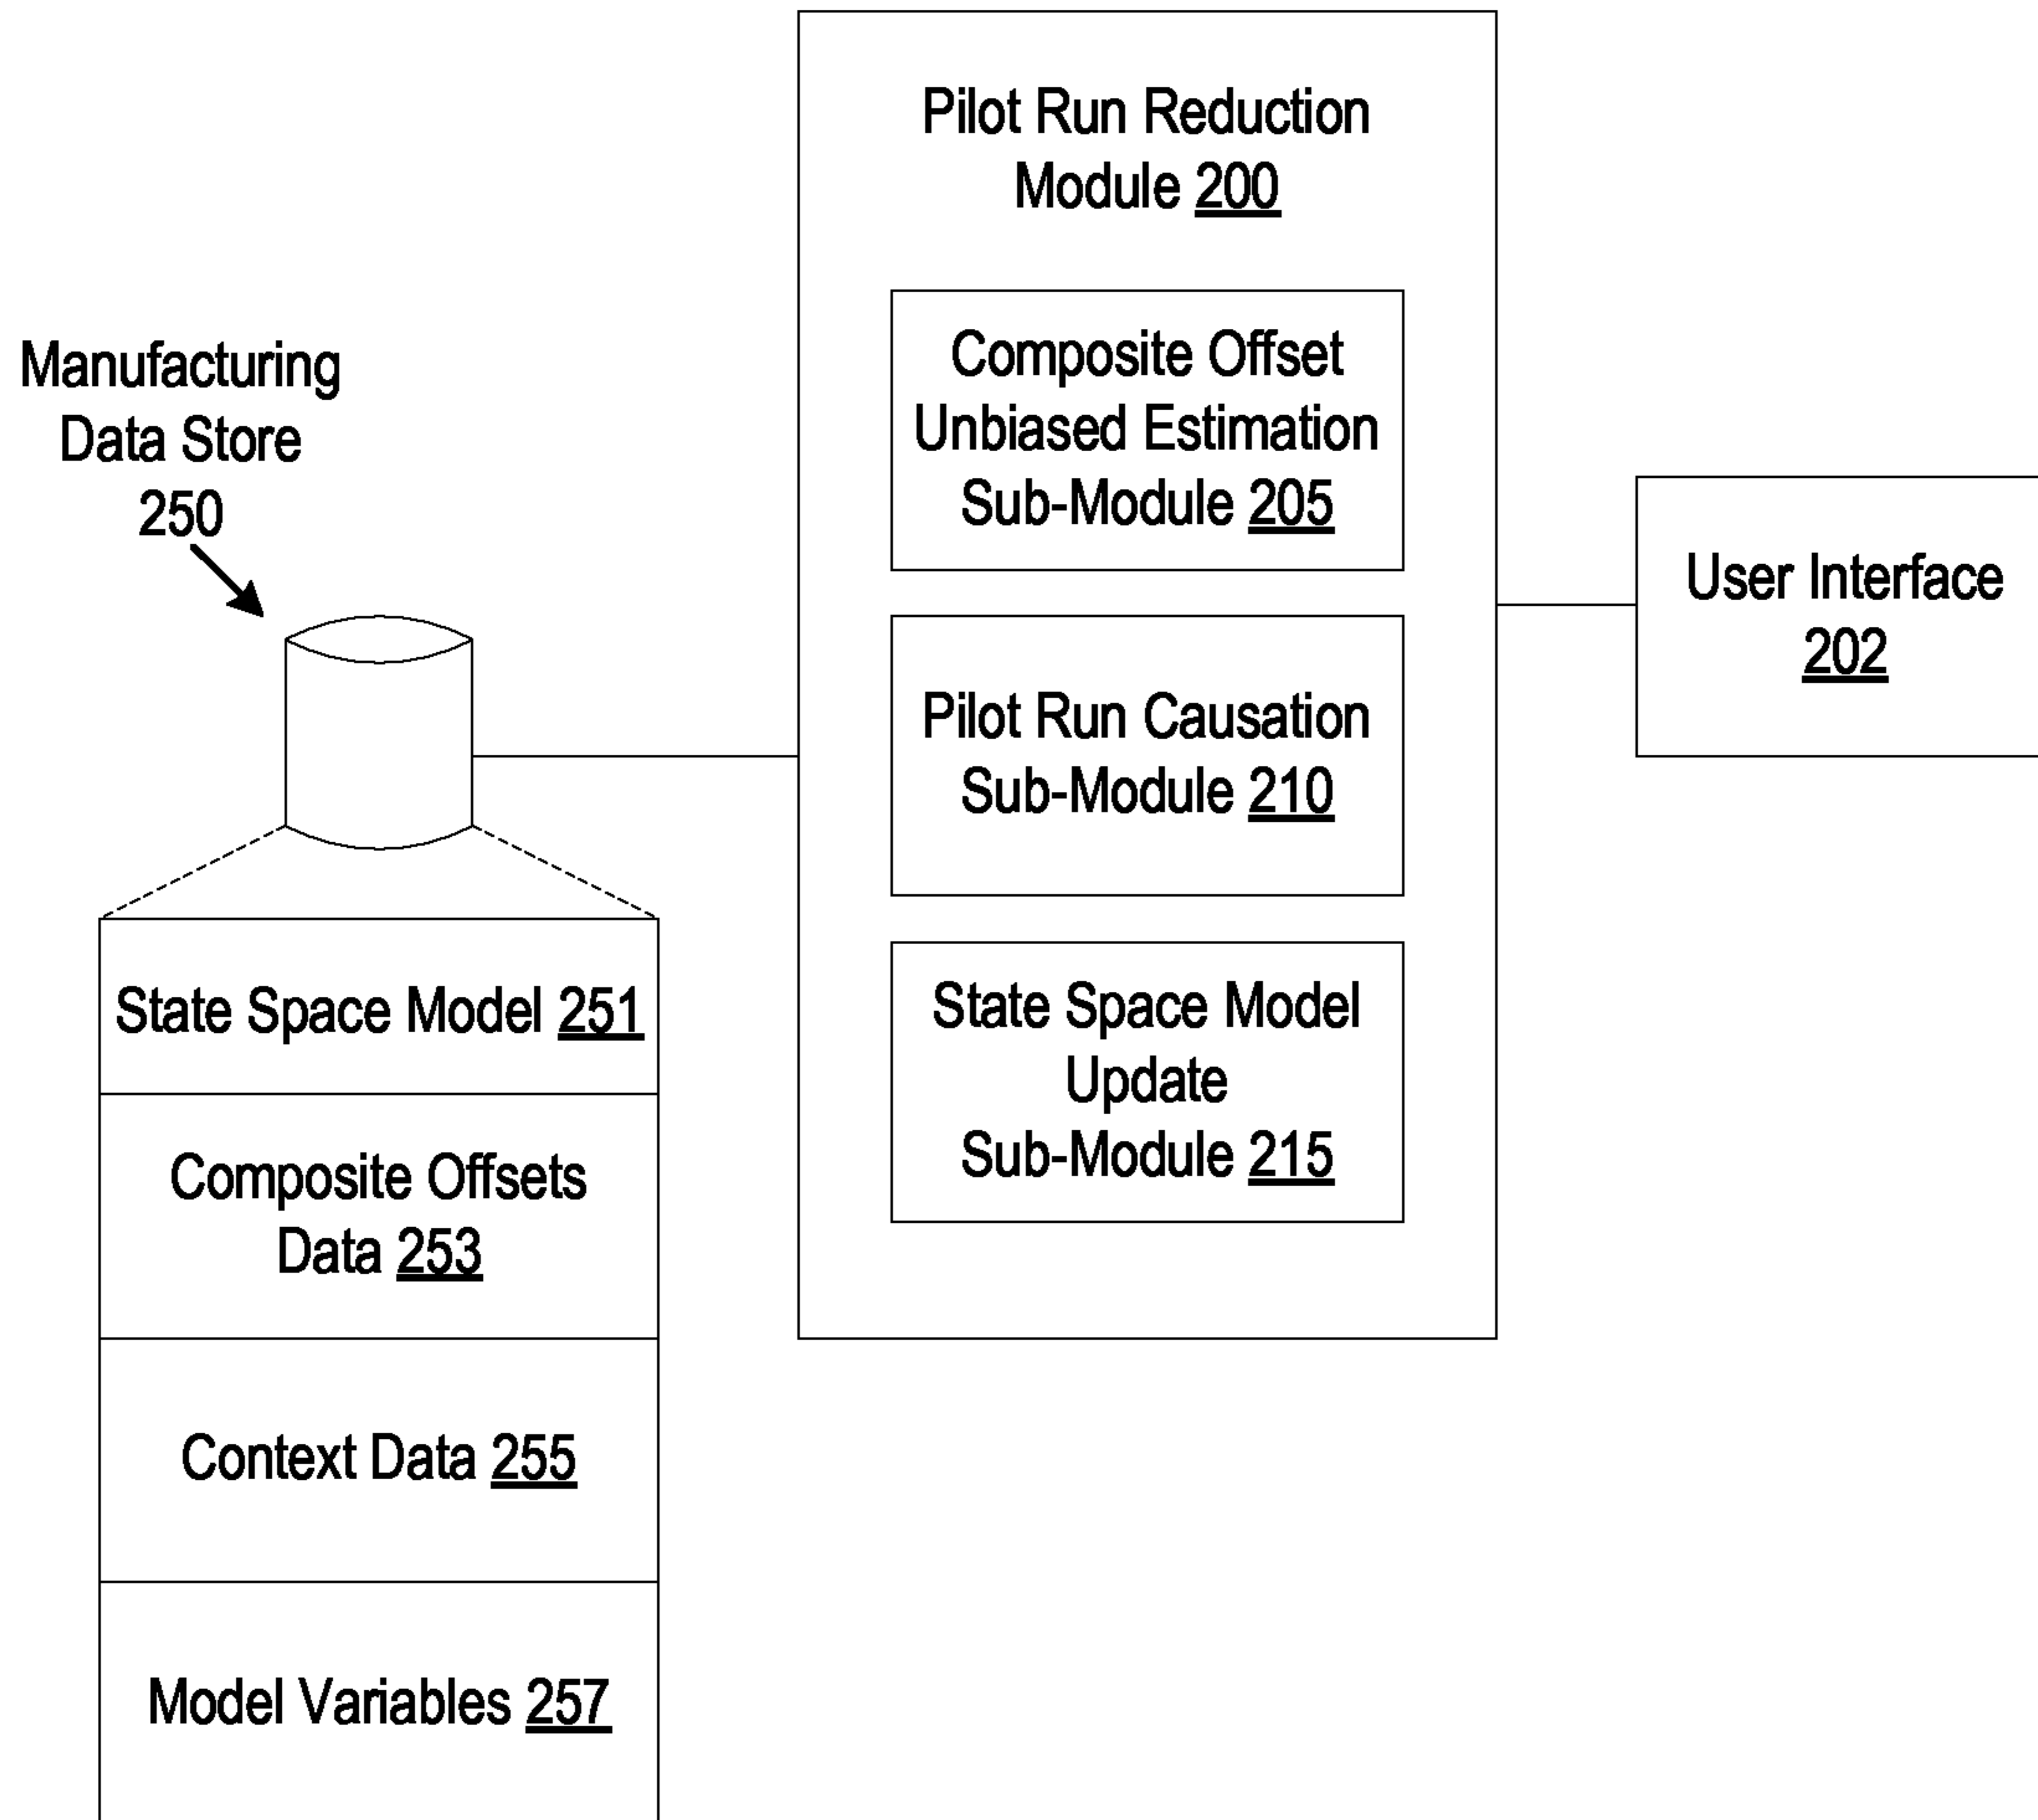 Pilot Run Reduction
Module 200
Composite Offset
Unbiased Estimation
Sub-Module 205
Pilot Run Causation
Sub-Module 210
State Space Model
Update
Sub-Module 215
Manufacturing
Data Store
250
User Interface
202
State Space Model 251
Composite Offsets
Data 253
Context Data 255
Model Variables 257